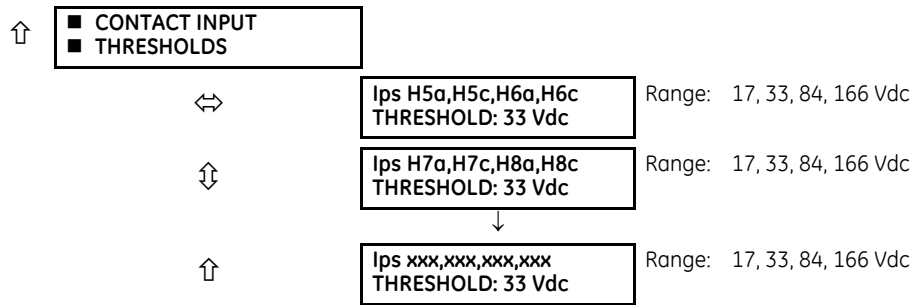 ■ CONTACT INPUT
■ THRESHOLDS
Ips H5a,H5c,H6a,H6c
THRESHOLD: 33 Vdc
Range: 17, 33, 84, 166 Vdc
Ips H7a,H7c,H8a,H8c
THRESHOLD: 33 Vdc
Range: 17, 33, 84, 166 Vdc
Ips xxx,xxx,xxx,xxx
THRESHOLD: 33 Vdc
Range: 17, 33, 84, 166 Vdc